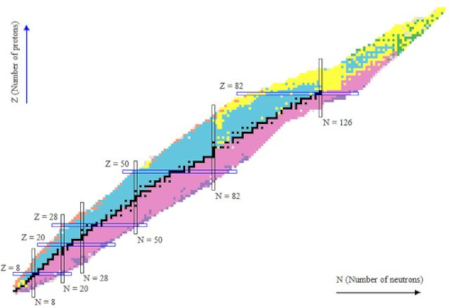 Z (Number of protons)
Z = 82
N = 126
Z = 50
N = 82
Z = 28
Z = 20
N = 50
Z = 8
N = 28
N = 20
N = 8
N (Number of neutrons)